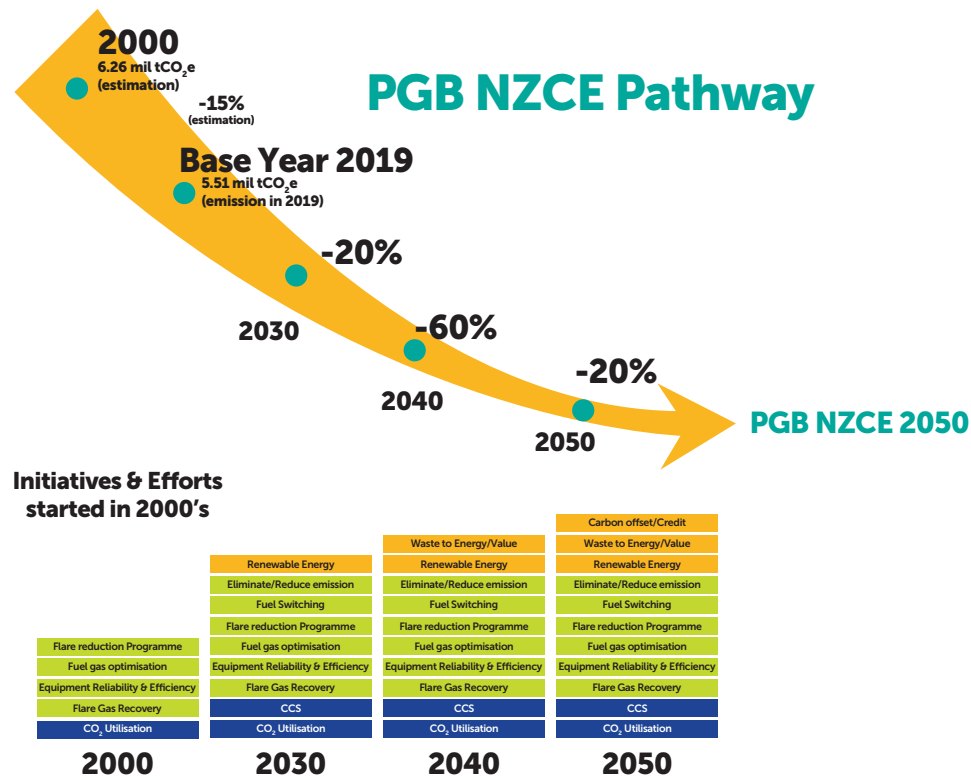 PGB NZCE Pathway
2000
6.26 mil tCO₂e
(estimation)
-15%
(estimation)
Base Year 2019
5.51 mil tCO₂e
(emission in 2019)
-20%
2030
-60%
2040
-20%
2050
PGB NZCE 2050
Initiatives & Efforts
started in 2000's
Flare reduction Programme
Fuel gas optimisation
Equipment Reliability & Efficiency
Flare Gas Recovery
CO₂ Utilisation
2000
Renewable Energy
Eliminate/Reduce emission
Fuel Switching
Flare reduction Programme
Fuel gas optimisation
Equipment Reliability & Efficiency
Flare Gas Recovery
CCS
CO₂ Utilisation
2030
Waste to Energy/Value
Renewable Energy
Eliminate/Reduce emission
Fuel Switching
Flare reduction Programme
Fuel gas optimisation
Equipment Reliability & Efficiency
Flare Gas Recovery
CCS
CO₂ Utilisation
2040
Carbon offset/Credit
Waste to Energy/Value
Renewable Energy
Eliminate/Reduce emission
Fuel Switching
Flare reduction Programme
Fuel gas optimisation
Equipment Reliability & Efficiency
Flare Gas Recovery
CCS
CO₂ Utilisation
2050